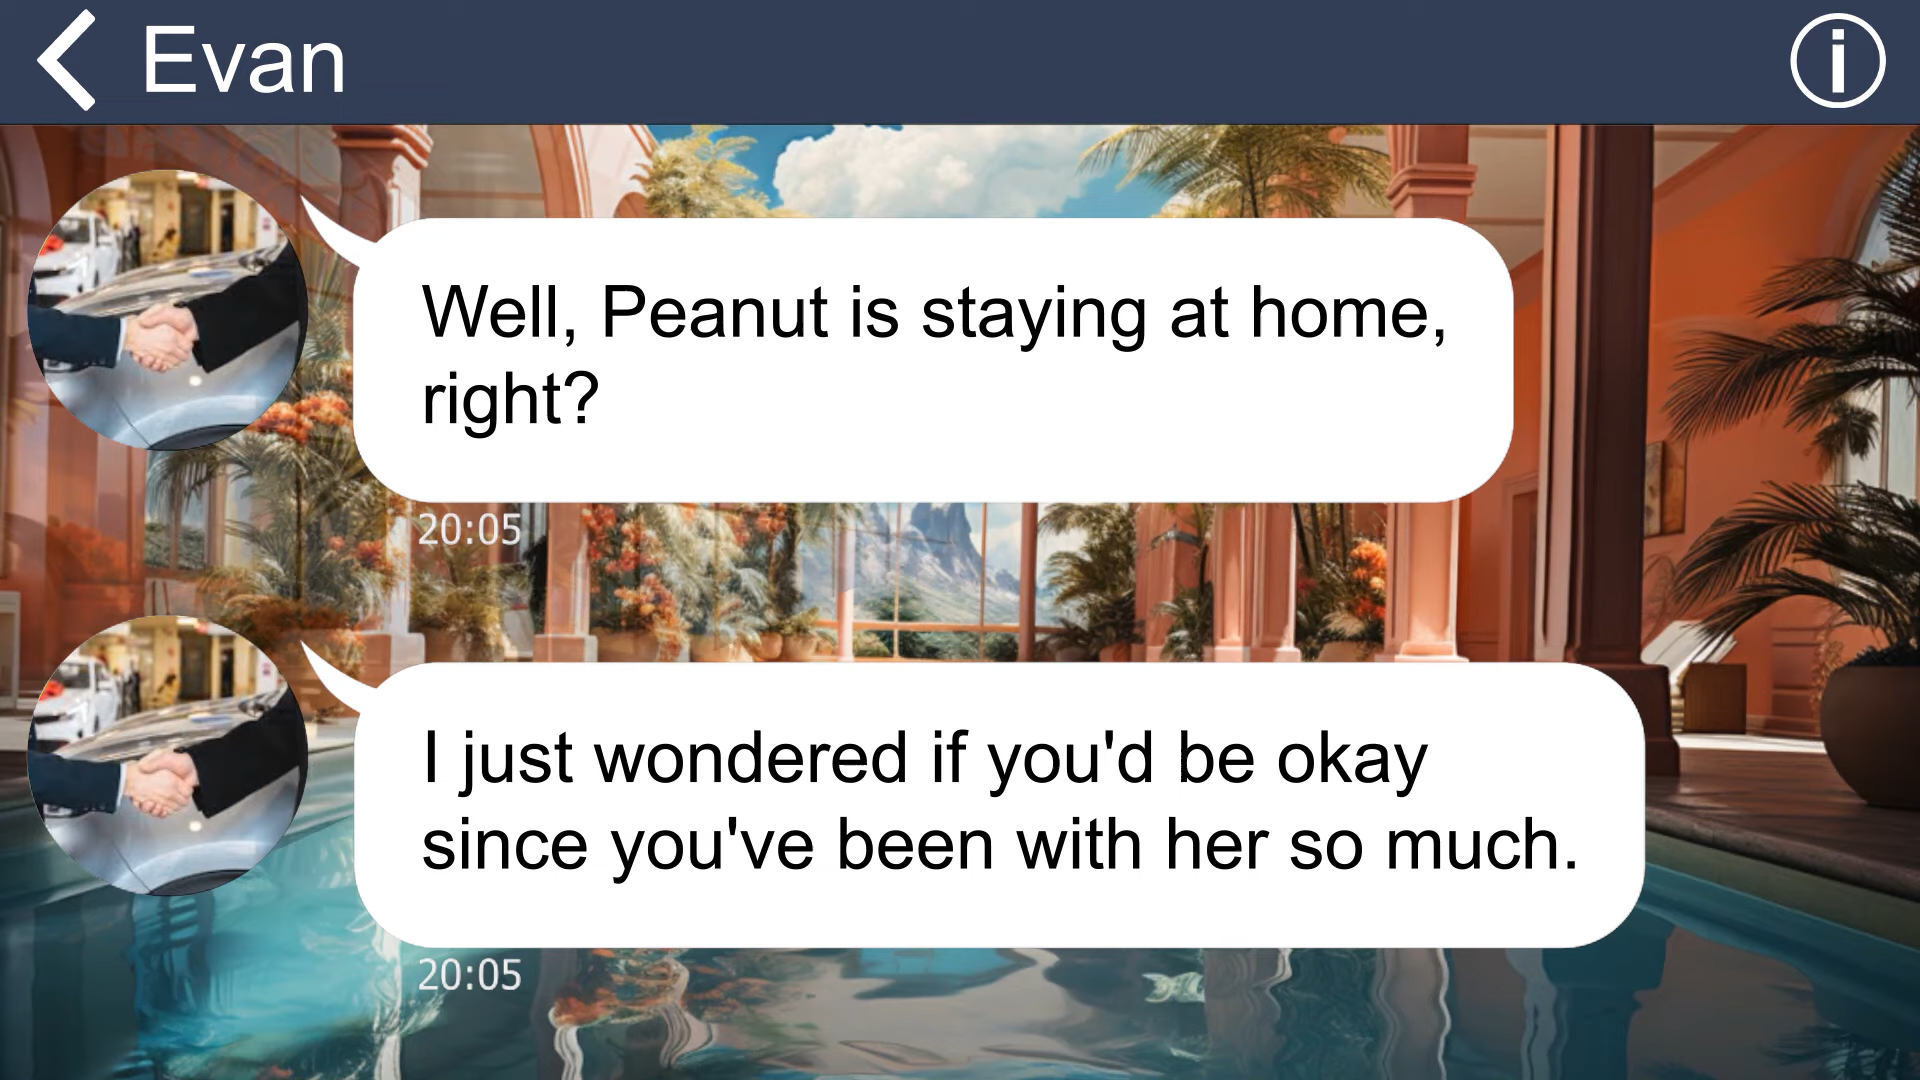 Evan
Well, Peanut is staying at home,
right?
20:05
I just wondered if you'd be okay
since you've been with her so much.
20:05